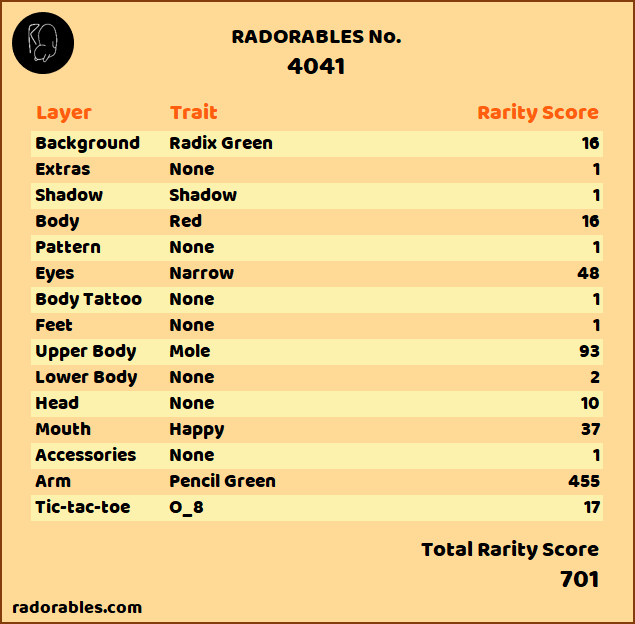 RADORABLES No.
4041
Layer Trait Rarity Score
Background Radix Green 16
Extras None 1
Shadow Shadow 1
Body Red 16
Pattern None 1
Eyes Narrow 48
Body Tattoo None 1
Feet None 1
Upper Body Mole 93
Lower Body None 2
Head None 10
Mouth Happy 37
Accessories None 1
Arm Pencil Green 455
Tic-tac-toe O_8 17
Total Rarity Score
701
radorables.com